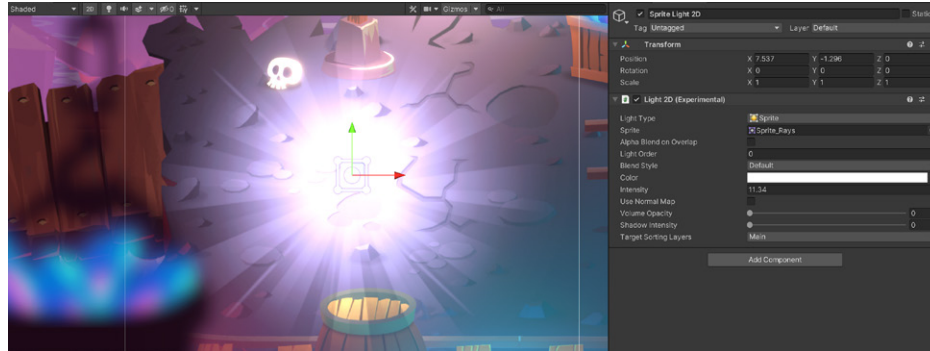 Shaded
2D
0
Gizmos
All
Sprite Light 2D
Static
Tag Untagged
Layer Default
Transform
Position X 7.537 Y -1.296 Z 0
Rotation X 0 Y 0 Z 0
Scale X 1 Y 1 Z 1
Light 2D (Experimental)
Light Type Sprite
Sprite Sprite_Rays
Alpha Blend on Overlap
Light Order 0
Blend Style Default
Color
Intensity 11.34
Use Normal Map
Volume Opacity 0
Shadow Intensity 0
Target Sorting Layers Main
Add Component